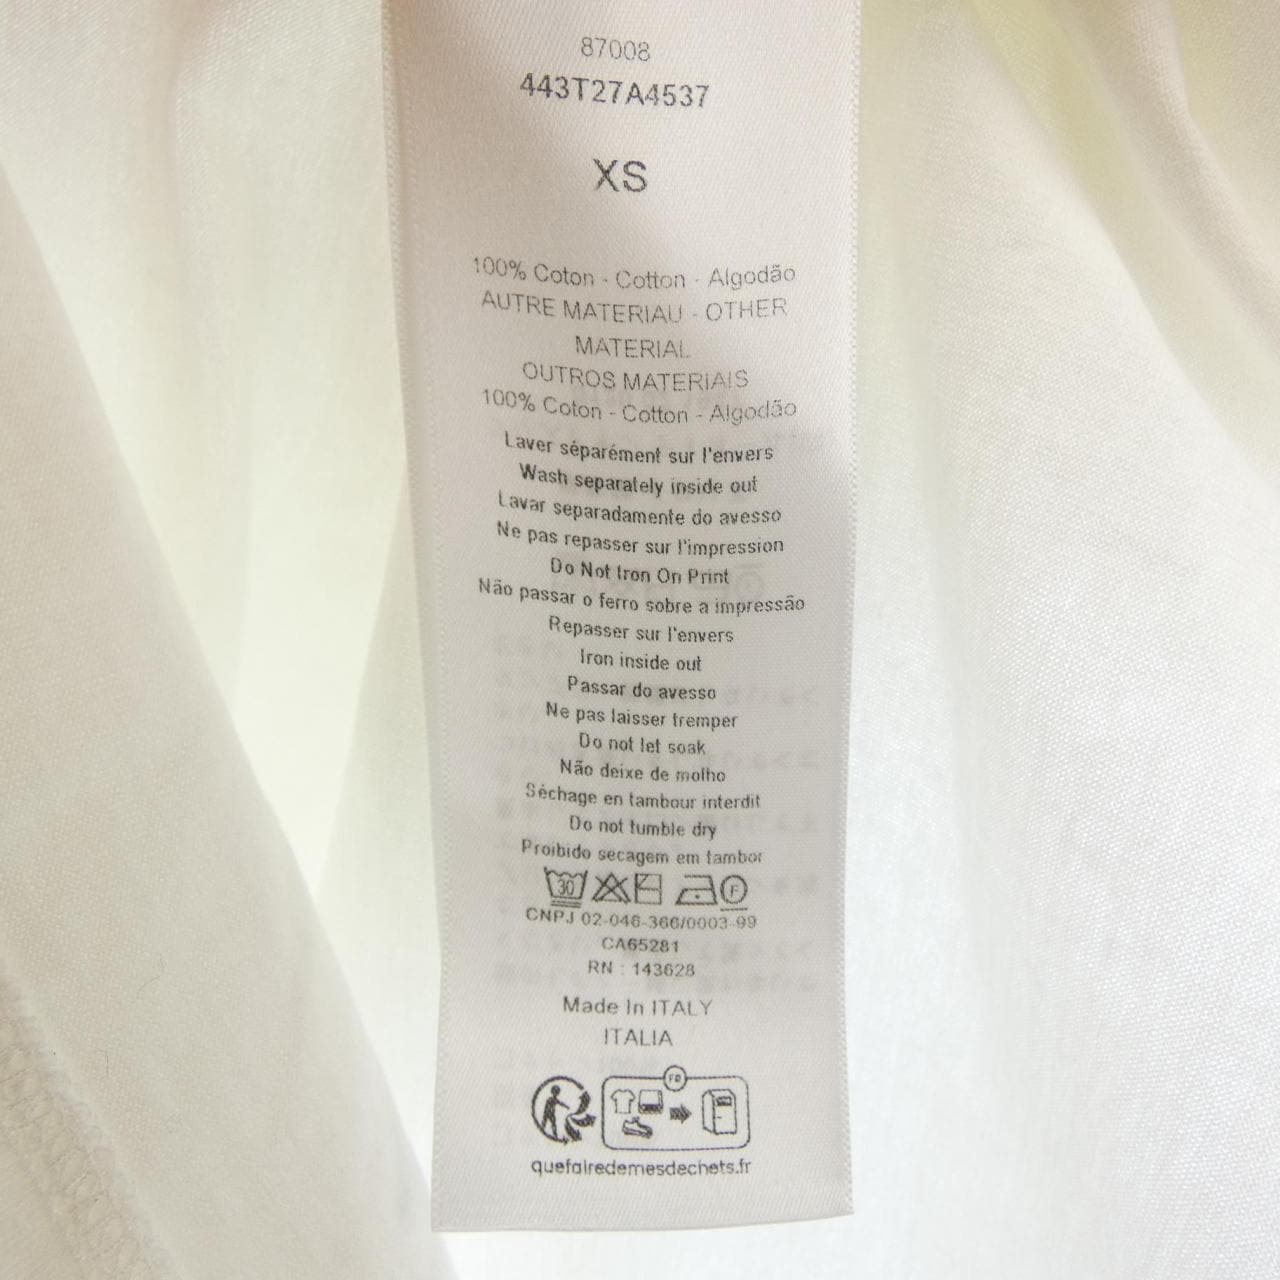 87008
443T27A4537
XS
100% Coton - Cotton - Algodão
AUTRE MATERIAU - OTHER
MATERIAL
OUTROS MATERIAIS
100% Coton - Cotton - Algodão
Laver séparément sur l'envers
Wash separately inside out
Lavar separadamente do avesso
Ne pas repasser sur l'impression
Do Not Iron On Print
Não passar o ferro sobre a impressão
Repasser sur l'envers
Iron inside out
Passar do avesso
Ne pas laisser tremper
Do not let soak
Não deixe de molho
Séchage en tambour interdit
Do not tumble dry
Proibido secagem em tambor
30 F
CNPJ 02-046-366/0003-99
CA65281
RN : 143628
Made In ITALY
ITALIA
FR
quefairedemesdechets.fr